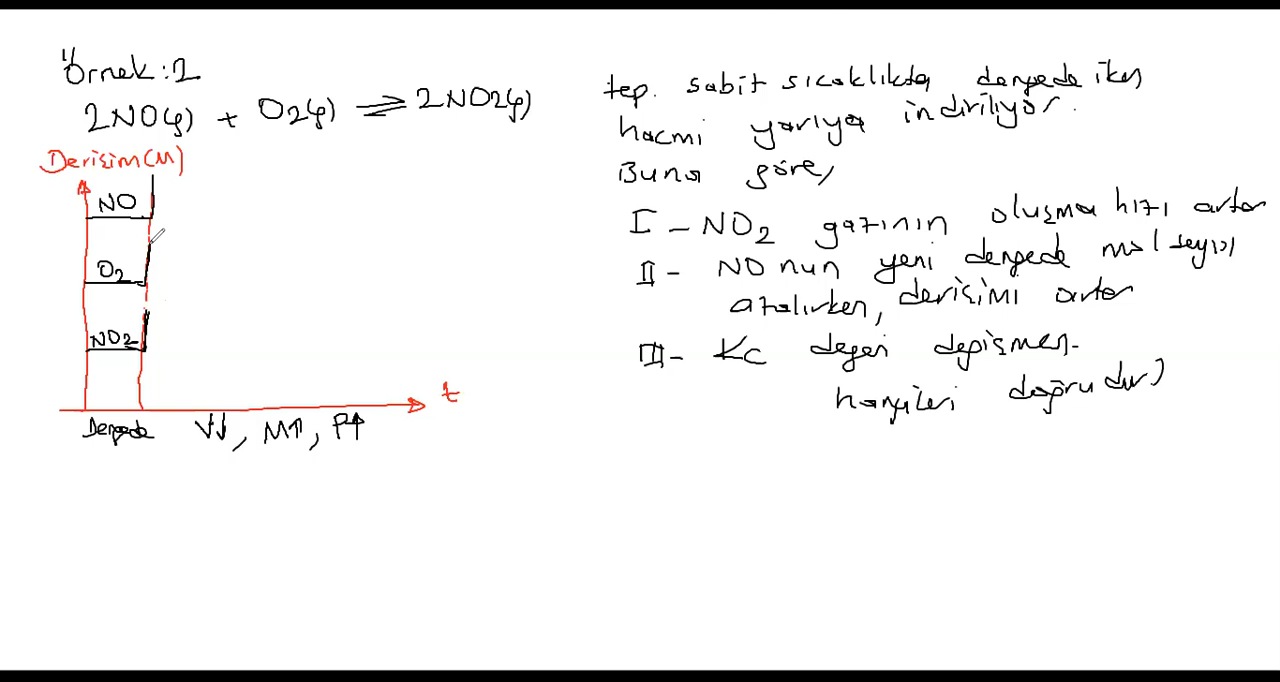 Örnek:2
2NO(g) + O2(g) ⇌ 2NO2(g)
Derişim(M)
NO
O2
NO2
t
Dengede V↓, M↑, P↑
tep. sabit sıcaklıkta dengede iken
hacmi yarıya indiriliyor.
Buna göre,
I - NO2 gazının oluşma hızı artar
II - NO nun yeni dengede mol sayısı
azalırken, derişimi artar
III - Kc değeri değişmez.
hangileri doğrudur?